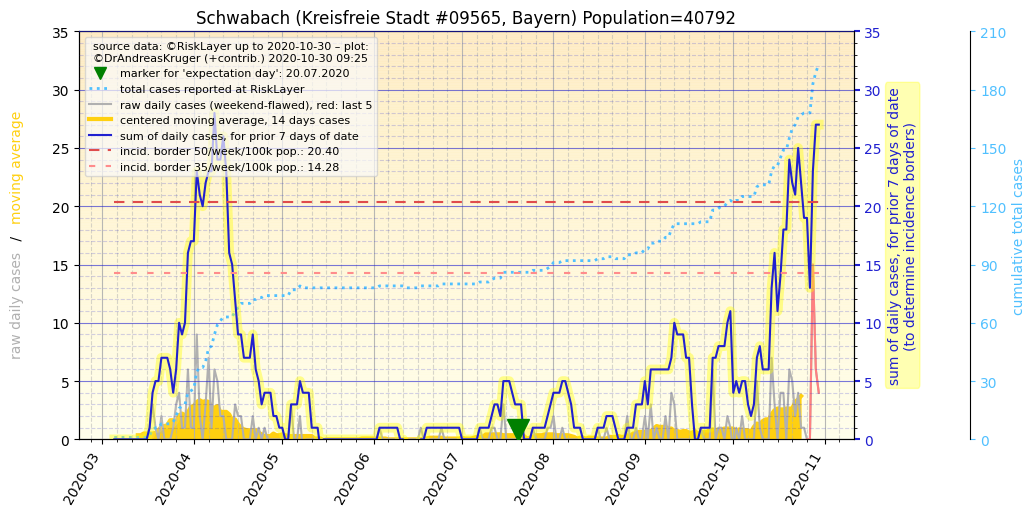 Schwabach (Kreisfreie Stadt #09565, Bayern) Population=40792
source data: ©RiskLayer up to 2020-10-30 – plot:
©DrAndreasKruger (+contrib.) 2020-10-30 09:25
marker for 'expectation day': 20.07.2020
total cases reported at RiskLayer
raw daily cases (weekend-flawed), red: last 5
centered moving average, 14 days cases
sum of daily cases, for prior 7 days of date
incid. border 50/week/100k pop.: 20.40
incid. border 35/week/100k pop.: 14.28
raw daily cases / moving average
35
30
25
20
15
10
5
0
2020-03
2020-04
2020-05
2020-06
2020-07
2020-08
2020-09
2020-10
2020-11
35
30
25
20
15
10
5
0
sum of daily cases, for prior 7 days of date
(to determine incidence borders)
210
180
150
120
90
60
30
0
cumulative total cases